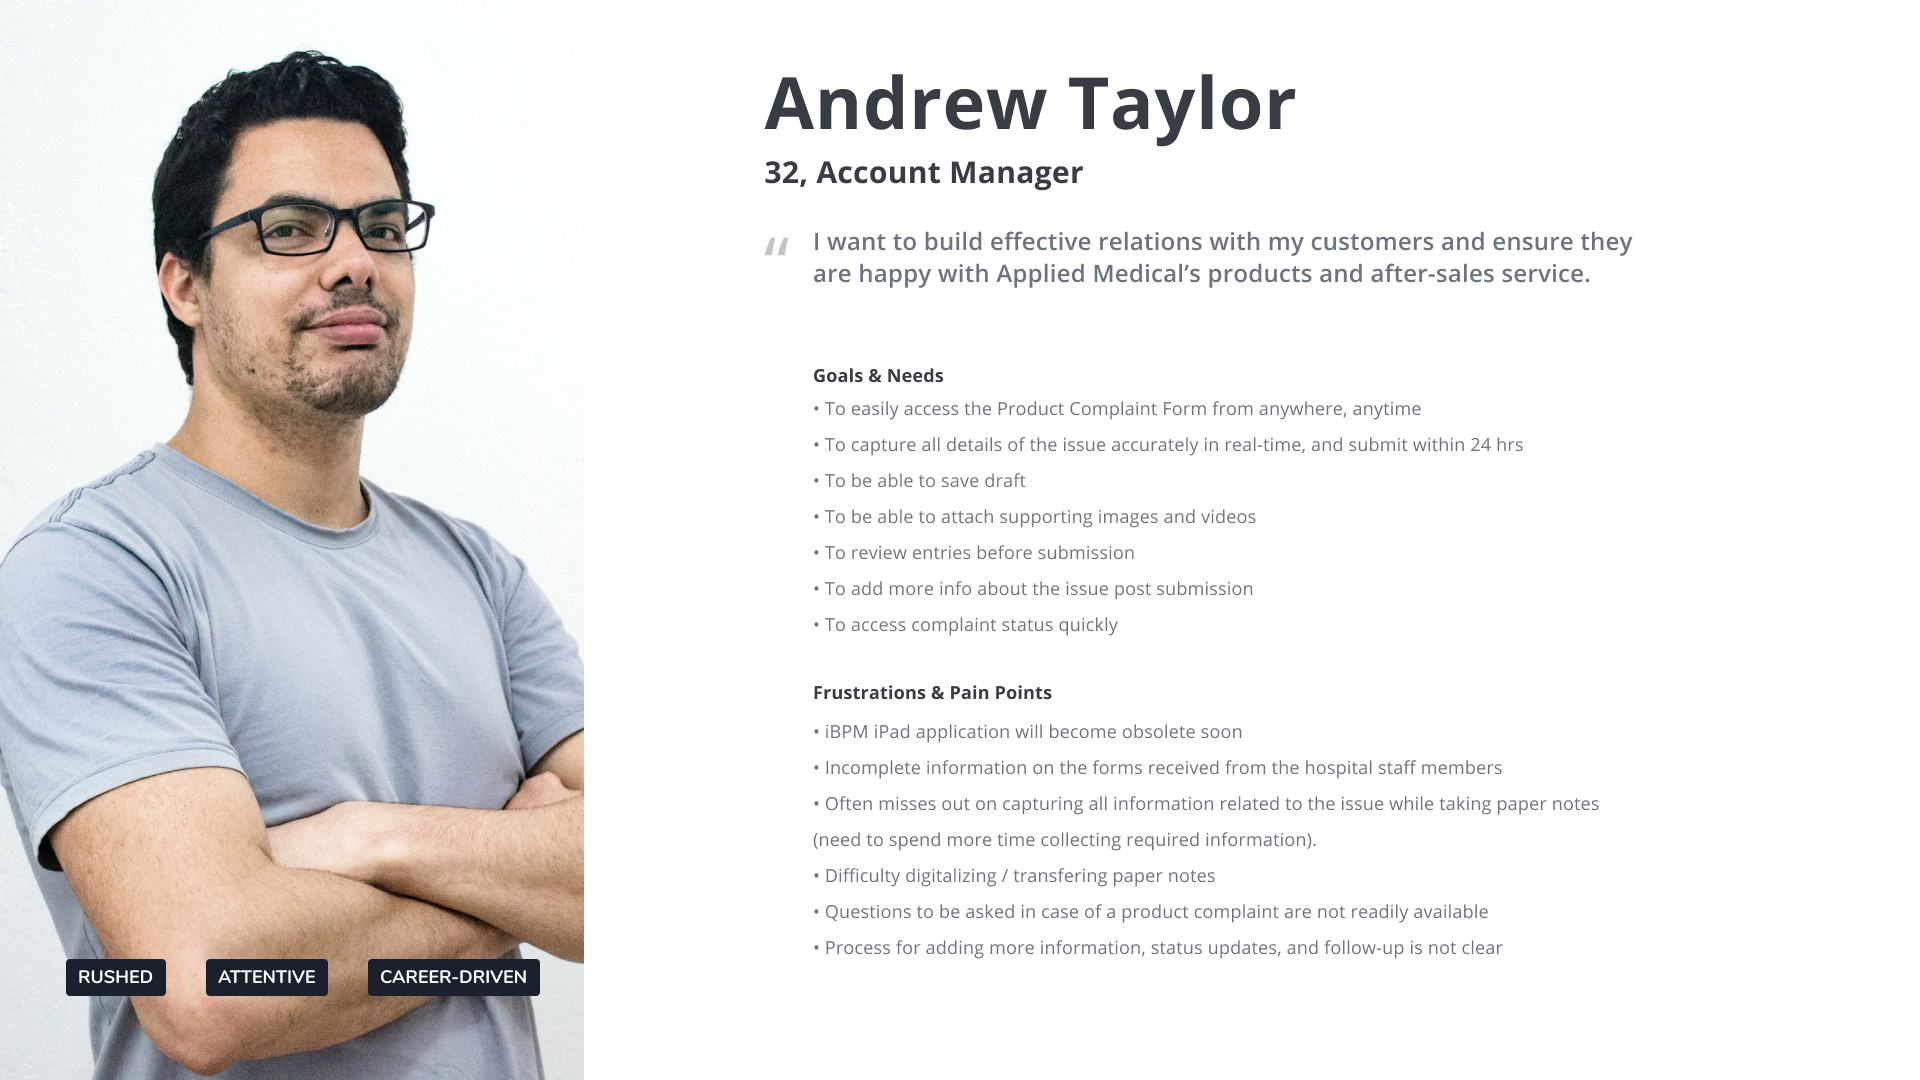 Andrew Taylor
32, Account Manager
“ I want to build effective relations with my customers and ensure they
are happy with Applied Medical’s products and after-sales service.
Goals & Needs
• To easily access the Product Complaint Form from anywhere, anytime
• To capture all details of the issue accurately in real-time, and submit within 24 hrs
• To be able to save draft
• To be able to attach supporting images and videos
• To review entries before submission
• To add more info about the issue post submission
• To access complaint status quickly
Frustrations & Pain Points
• iBPM iPad application will become obsolete soon
• Incomplete information on the forms received from the hospital staff members
• Often misses out on capturing all information related to the issue while taking paper notes
(need to spend more time collecting required information).
• Difficulty digitalizing / transfering paper notes
• Questions to be asked in case of a product complaint are not readily available
• Process for adding more information, status updates, and follow-up is not clear
RUSHED ATTENTIVE CAREER-DRIVEN